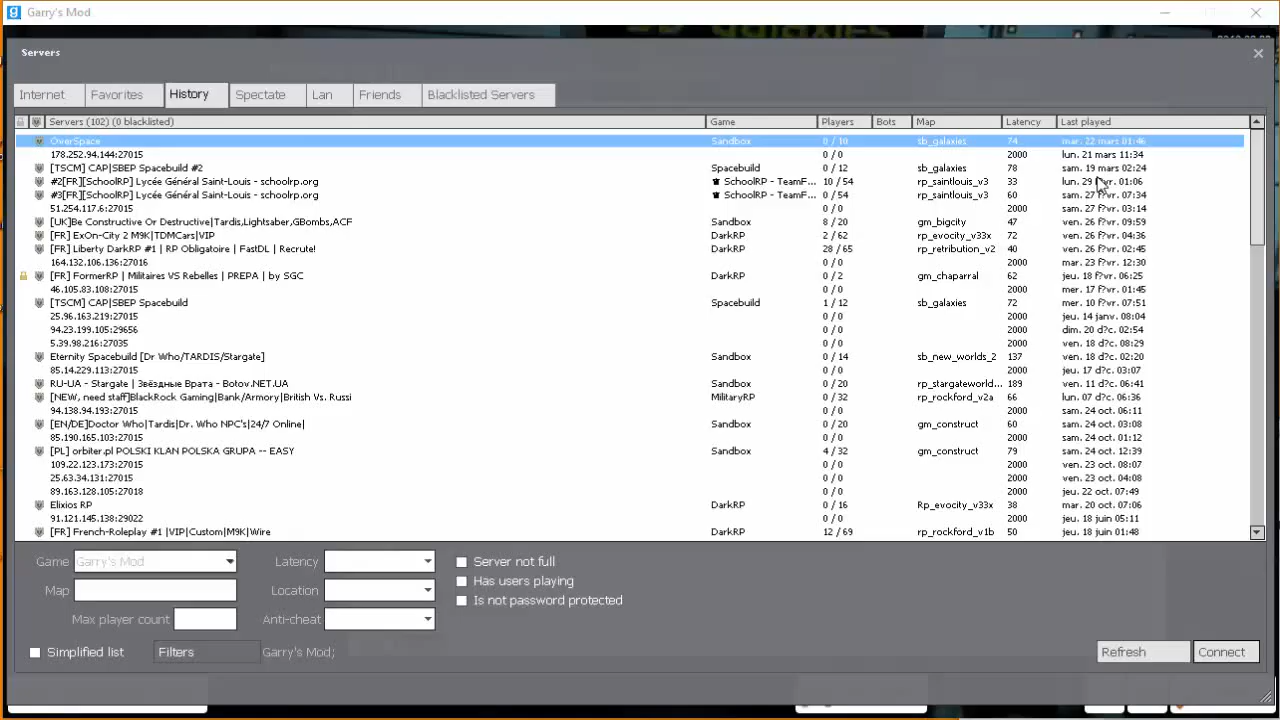 Garry's Mod
Servers
Internet Favorites History Spectate Lan Friends Blacklisted Servers
Servers (102) (0 blacklisted) Game Players Bots Map Latency Last played
OverSpace Sandbox 0 / 10 sb_galaxies 74 mar. 22 mars 01:46
178.252.94.144:27015 0 / 0 2000 lun. 21 mars 11:34
[TSCM] CAP|SBEP Spacebuild #2 Spacebuild 0 / 12 sb_galaxies 78 sam. 19 mars 02:24
#2[FR][SchoolRP] Lycée Général Saint-Louis - schoolrp.org SchoolRP - TeamF... 10 / 54 rp_saintlouis_v3 33 lun. 29 f?vr. 01:06
#3[FR][SchoolRP] Lycée Général Saint-Louis - schoolrp.org SchoolRP - TeamF... 0 / 54 rp_saintlouis_v3 60 sam. 27 f?vr. 07:34
51.254.117.6:27015 0 / 0 2000 sam. 27 f?vr. 03:14
[UK]Be Constructive Or Destructive|Tardis,Lightsaber,GBombs,ACF Sandbox 8 / 20 gm_bigcity 47 ven. 26 f?vr. 09:59
[FR] ExOn-City 2 M9K|TDMCars|VIP DarkRP 2 / 62 rp_evocity_v33x 72 ven. 26 f?vr. 04:36
[FR] Liberty DarkRP #1 | RP Obligatoire | FastDL | Recrute! DarkRP 28 / 65 rp_retribution_v2 40 ven. 26 f?vr. 02:45
164.132.106.136:27016 0 / 0 2000 mar. 23 f?vr. 12:30
[FR] FormerRP | Militaires VS Rebelles | PREPA | by SGC DarkRP 0 / 2 gm_chaparral 62 jeu. 18 f?vr. 06:25
46.105.83.108:27015 0 / 0 2000 mer. 17 f?vr. 01:45
[TSCM] CAP|SBEP Spacebuild Spacebuild 1 / 12 sb_galaxies 72 mer. 10 f?vr. 07:51
25.96.163.219:27015 0 / 0 2000 jeu. 14 janv. 08:04
94.23.199.105:29656 0 / 0 2000 dim. 20 d?c. 02:54
5.39.98.216:27035 0 / 0 2000 ven. 18 d?c. 08:29
Eternity Spacebuild [Dr Who/TARDIS/Stargate] Sandbox 0 / 14 sb_new_worlds_2 137 ven. 18 d?c. 02:20
85.14.229.113:27015 0 / 0 2000 jeu. 17 d?c. 03:07
RU-UA - Stargate | Звёздные Врата - Botov.NET.UA Sandbox 0 / 20 rp_stargateworld... 189 ven. 11 d?c. 06:41
[NEW, need staff]BlackRock Gaming|Bank/Armory|British Vs. Russi MilitaryRP 0 / 32 rp_rockford_v2a 66 lun. 07 d?c. 06:36
94.138.94.193:27015 0 / 0 2000 sam. 24 oct. 06:11
[EN/DE]Doctor Who|Tardis|Dr. Who NPC's|24/7 Online| Sandbox 0 / 20 gm_construct 60 sam. 24 oct. 03:08
85.190.165.103:27015 0 / 0 2000 sam. 24 oct. 01:12
[PL] orbiter.pl POLSKI KLAN POLSKA GRUPA -- EASY Sandbox 4 / 32 gm_construct 79 sam. 24 oct. 12:39
109.22.123.173:27015 0 / 0 2000 ven. 23 oct. 08:07
25.63.34.131:27015 0 / 0 2000 ven. 23 oct. 04:08
89.163.128.105:27018 0 / 0 2000 jeu. 22 oct. 07:49
Elixios RP DarkRP 0 / 16 Rp_evocity_v33x 38 mar. 20 oct. 07:06
91.121.145.138:29022 0 / 0 2000 jeu. 18 juin 05:11
[FR] French-Roleplay #1 |VIP|Custom|M9K|Wire DarkRP 12 / 69 rp_rockford_v1b 50 jeu. 18 juin 01:48
Game Garry's Mod Latency Server not full
Map Location Has users playing
Max player count Anti-cheat Is not password protected
Simplified list Filters Garry's Mod; Refresh Connect